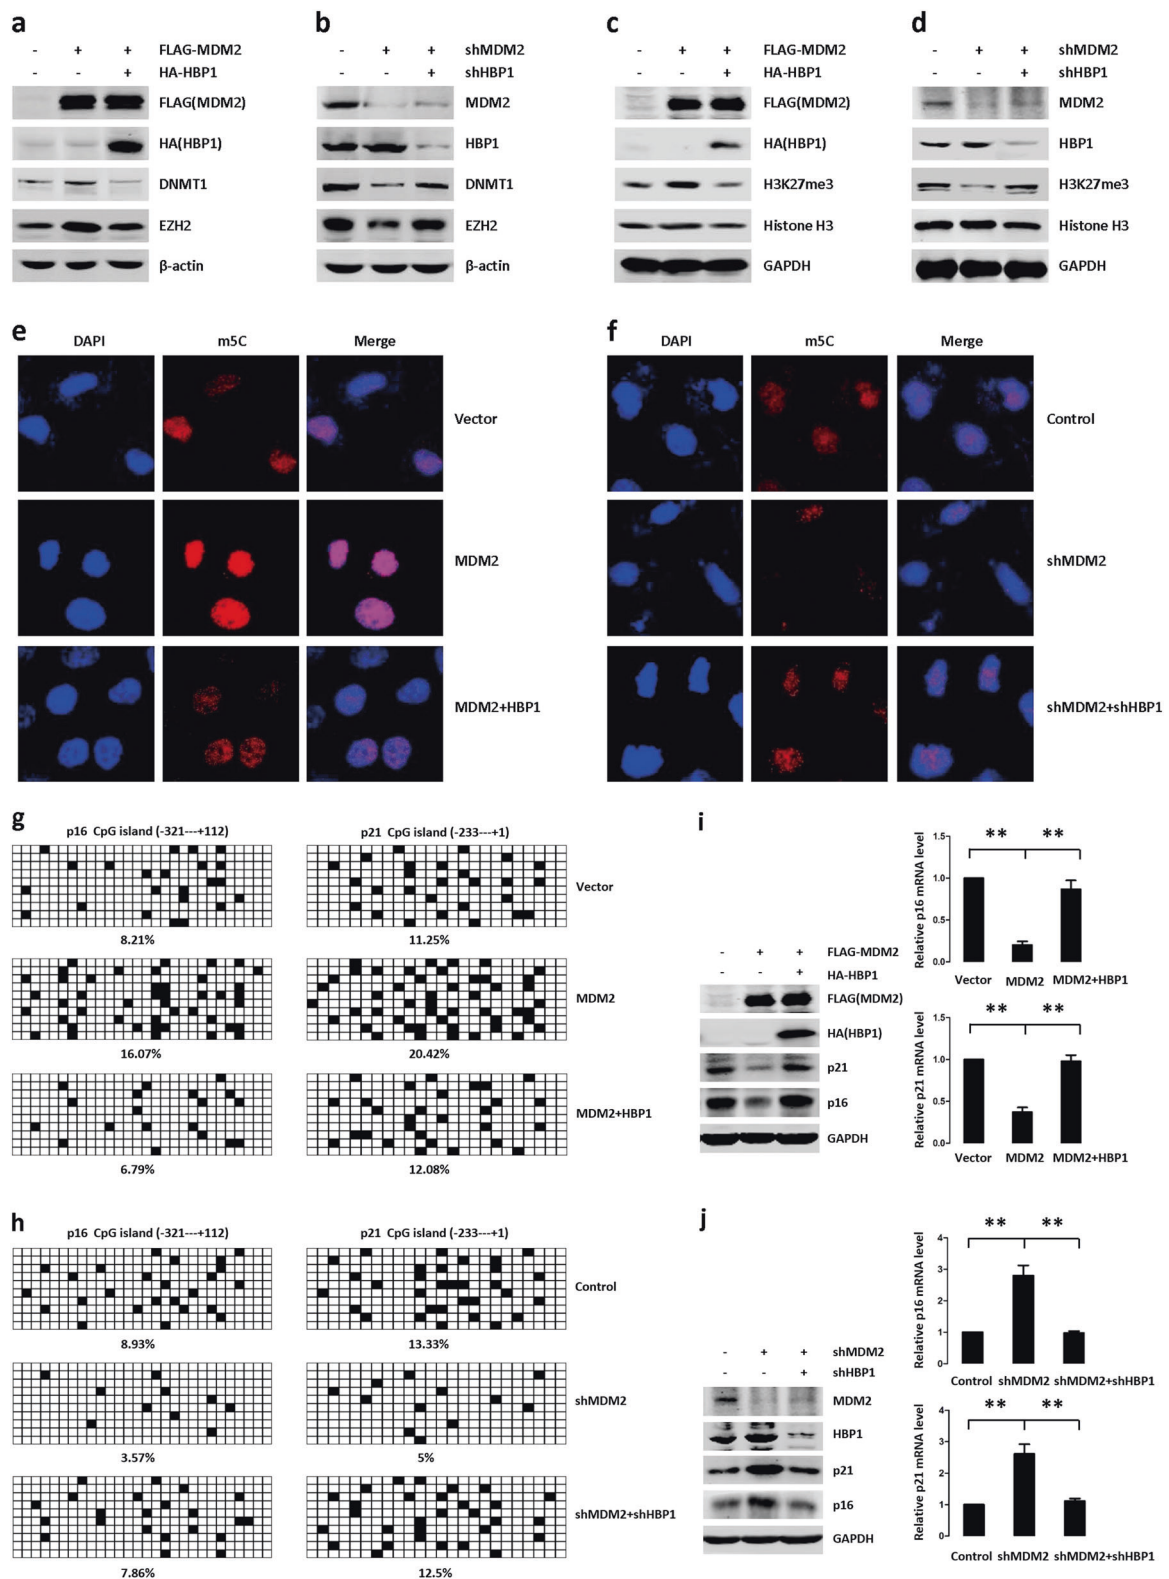 a
- + + FLAG-MDM2
- - + HA-HBP1
FLAG(MDM2)
HA(HBP1)
DNMT1
EZH2
β-actin
b
- + + shMDM2
- - + shHBP1
MDM2
HBP1
DNMT1
EZH2
β-actin
c
- + + FLAG-MDM2
- - + HA-HBP1
FLAG(MDM2)
HA(HBP1)
H3K27me3
Histone H3
GAPDH
d
- + + shMDM2
- - + shHBP1
MDM2
HBP1
H3K27me3
Histone H3
GAPDH
e
DAPI m5C Merge
Vector
MDM2
MDM2+HBP1
f
DAPI m5C Merge
Control
shMDM2
shMDM2+shHBP1
g
p16 CpG island (-321---+112) p21 CpG island (-233---+1)
Vector
8.21% 11.25%
MDM2
16.07% 20.42%
MDM2+HBP1
6.79% 12.08%
h
p16 CpG island (-321---+112) p21 CpG island (-233---+1)
Control
8.93% 13.33%
shMDM2
3.57% 5%
shMDM2+shHBP1
7.86% 12.5%
i
- + + FLAG-MDM2
- - + HA-HBP1
FLAG(MDM2)
HA(HBP1)
p21
p16
GAPDH
Relative p16 mRNA level
1.5
1.0
0.5
0.0
** **
Vector MDM2 MDM2+HBP1
Relative p21 mRNA level
1.5
1.0
0.5
0.0
** **
Vector MDM2 MDM2+HBP1
j
- + + shMDM2
- - + shHBP1
MDM2
HBP1
p21
p16
GAPDH
Relative p16 mRNA level
4
3
2
1
0
** **
Control shMDM2 shMDM2+shHBP1
Relative p21 mRNA level
4
3
2
1
0
** **
Control shMDM2 shMDM2+shHBP1